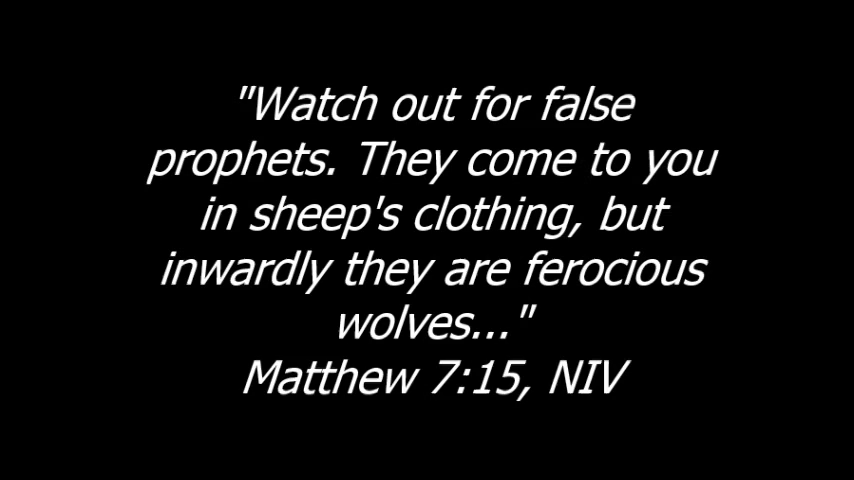 "Watch out for false
prophets. They come to you
in sheep's clothing, but
inwardly they are ferocious
wolves..."
Matthew 7:15, NIV